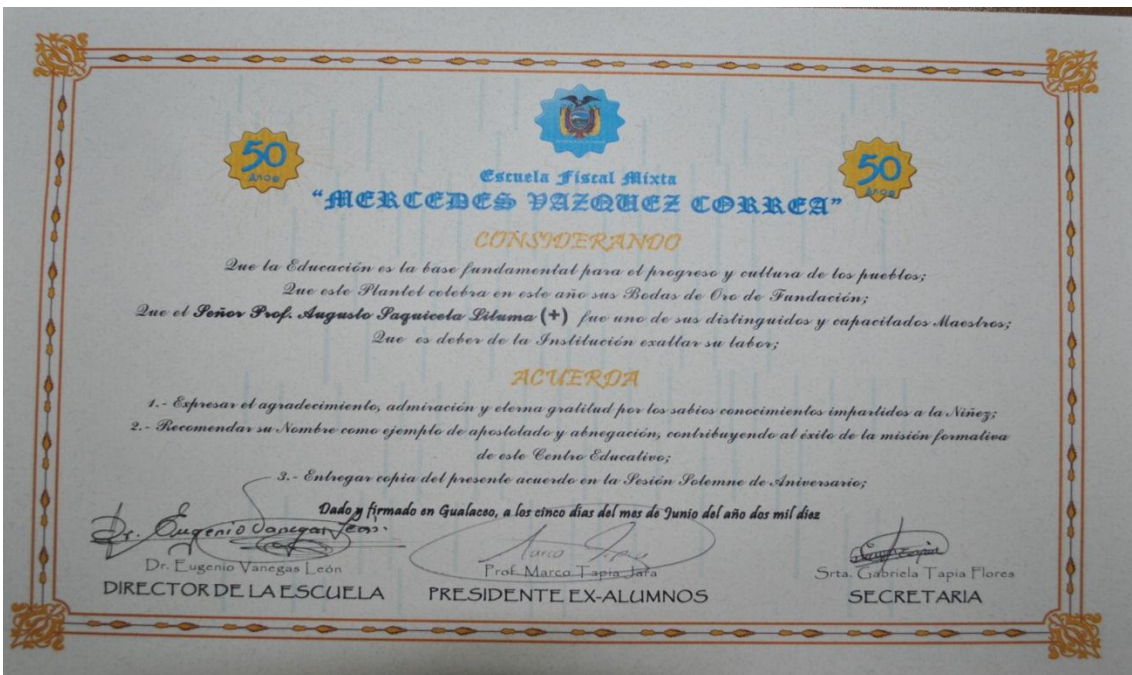 50
Años
50
Años
Escuela Fiscal Mixta
“MERCEDES VAZQUEZ CORREA”
CONSIDERANDO
Que la Educación es la base fundamental para el progreso y cultura de los pueblos;
Que este Plantel celebra en este año sus Bodas de Oro de Fundación;
Que el Señor Prof. Augusto Saquicela Lituma (+) fue uno de sus distinguidos y capacitados Maestros;
Que es deber de la Institución exaltar su labor;
ACUERDA
1.- Expresar el agradecimiento, admiración y eterna gratitud por los sabios conocimientos impartidos a la Niñez;
2.- Recomendar su Nombre como ejemplo de apostolado y abnegación, contribuyendo al éxito de la misión formativa
de este Centro Educativo;
3.- Entregar copia del presente acuerdo en la Sesión Solemne de Aniversario;
Dado y firmado en Gualaceo, a los cinco dias del mes de Junio del año dos mil diez
Dr. Eugenio Vanegas León
Dr. Eugenio Vanegas León
DIRECTOR DE LA ESCUELA
Marco Tapia
Prof. Marco Tapia Jara
PRESIDENTE EX-ALUMNOS
Srta. Gabriela Tapia Flores
SECRETARIA